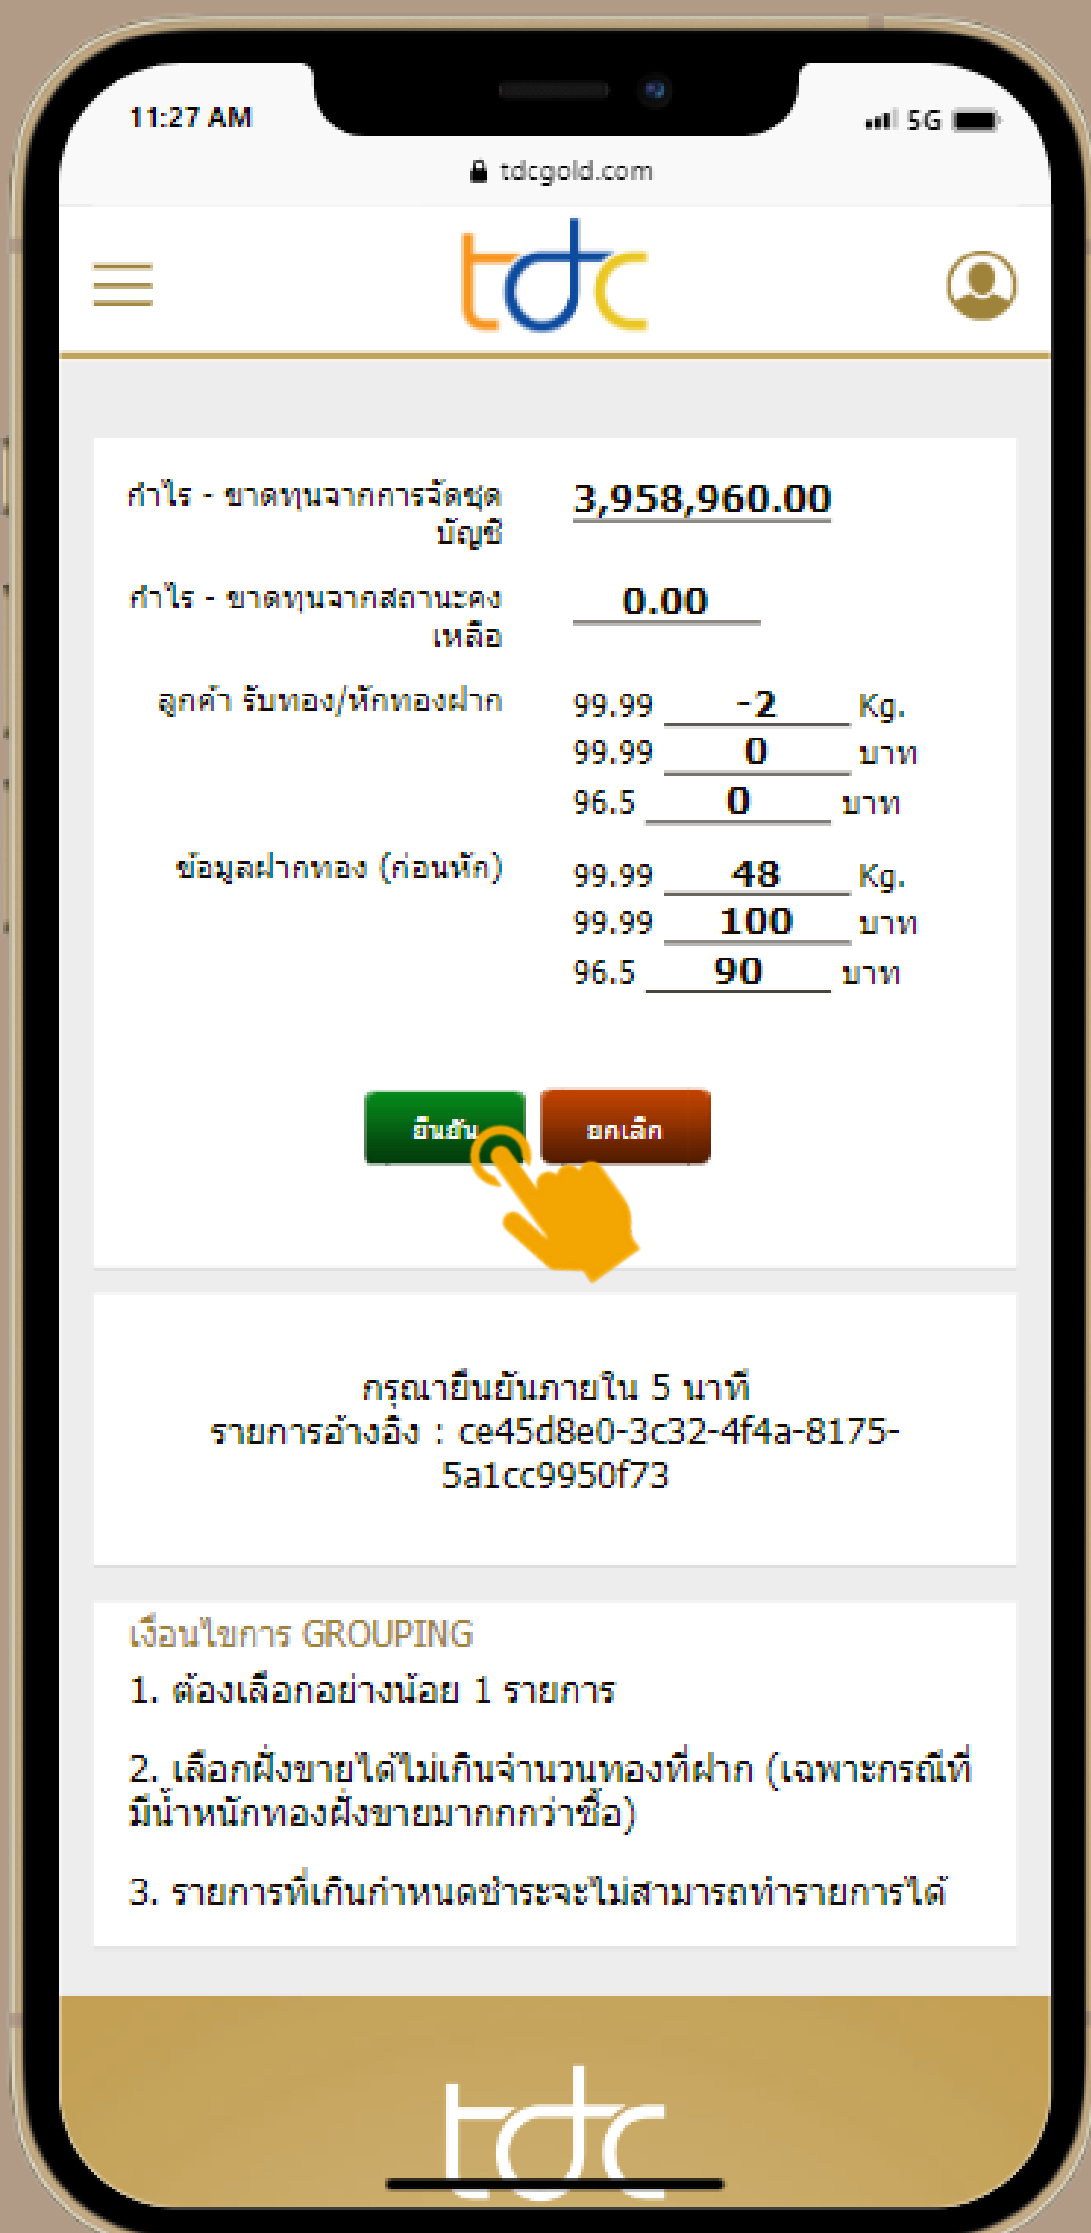 11:27 AM
5G
tdcgold.com
tdc
กำไร - ขาดทุนจากการจัดชุด
บัญชี
3,958,960.00
กำไร - ขาดทุนจากสถานะคง
เหลือ
0.00
ลูกค้า รับทอง/หักทองฝาก
99.99 -2 Kg.
99.99 0 บาท
96.5 0 บาท
ข้อมูลฝากทอง (ก่อนหัก)
99.99 48 Kg.
99.99 100 บาท
96.5 90 บาท
ยืนยัน
ยกเลิก
กรุณายืนยันภายใน 5 นาที
รายการอ้างอิง : ce45d8e0-3c32-4f4a-8175-
5a1cc9950f73
เงื่อนไขการ GROUPING
1. ต้องเลือกอย่างน้อย 1 รายการ
2. เลือกฝั่งขายได้ไม่เกินจำนวนทองที่ฝาก (เฉพาะกรณีที่
มีน้ำหนักทองฝั่งขายมากกกว่าซื้อ)
3. รายการที่เกินกำหนดชำระจะไม่สามารถทำรายการได้
tdc